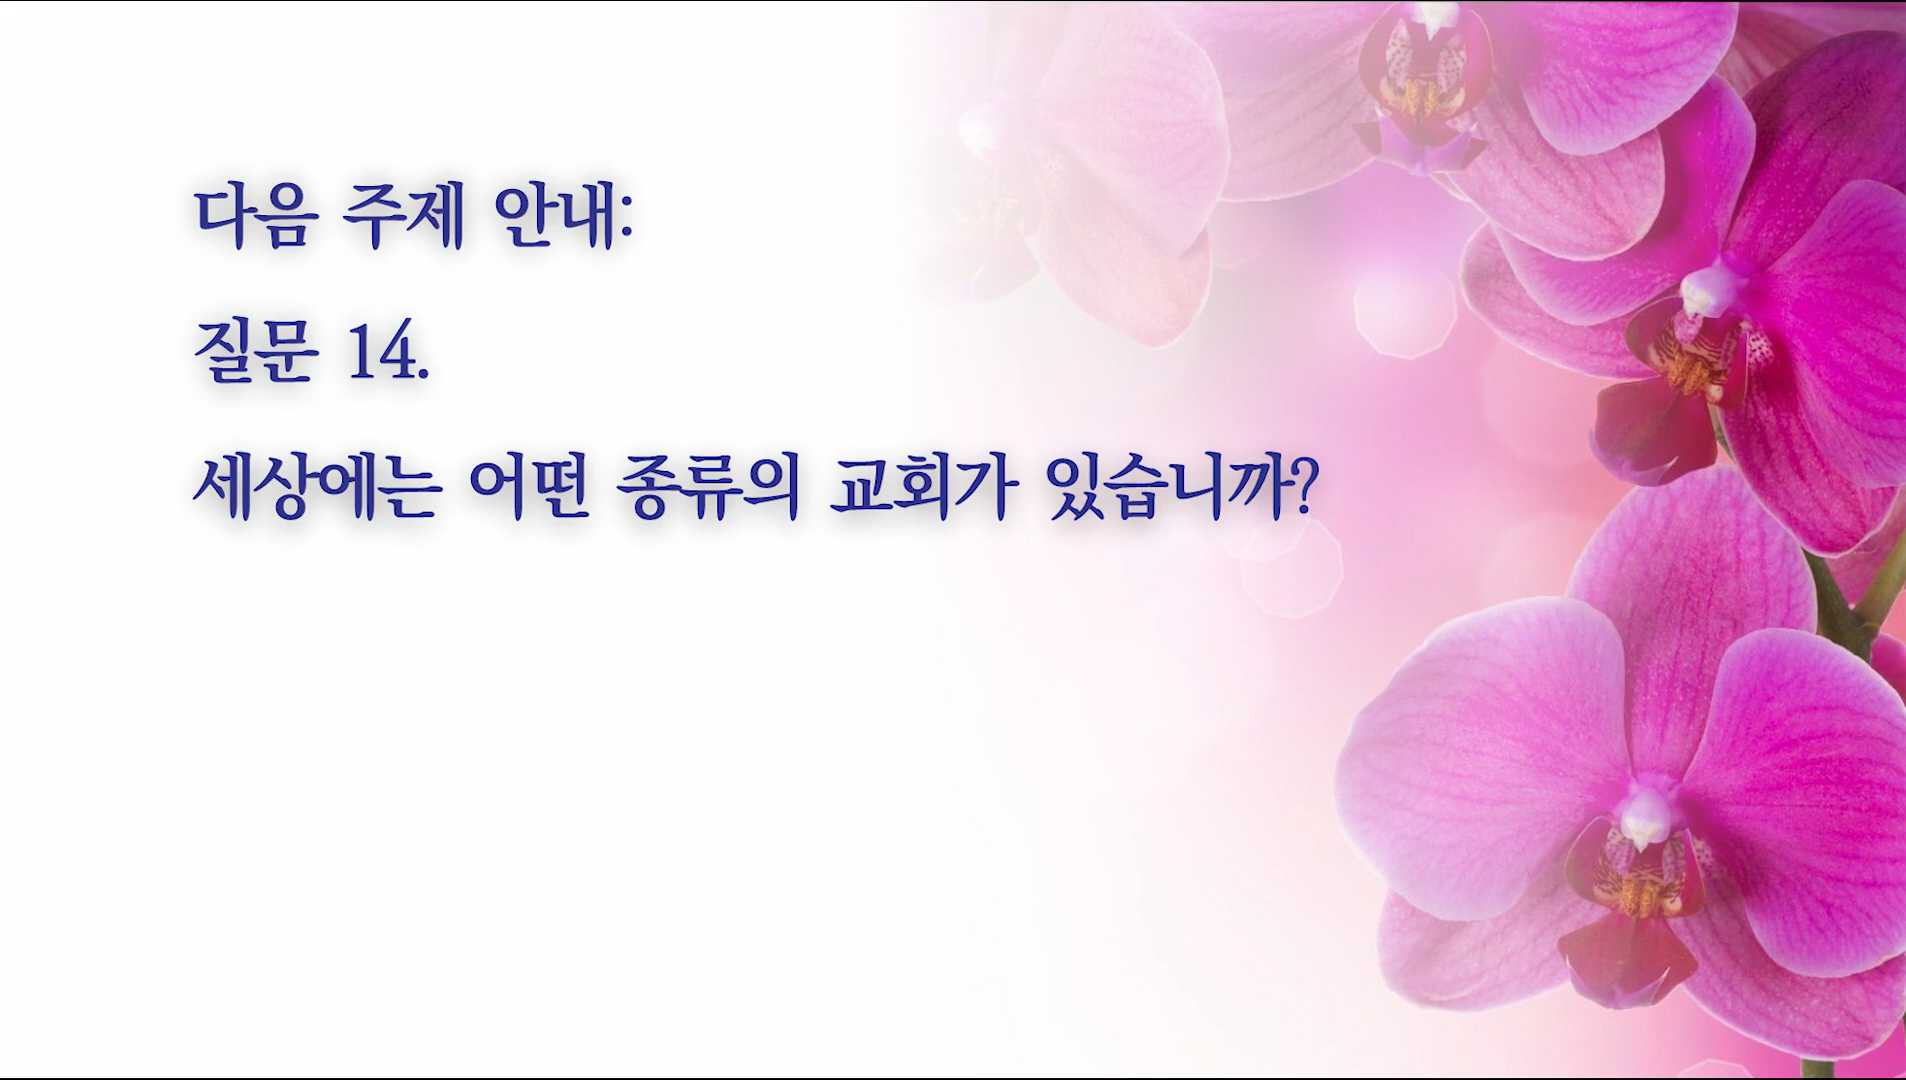 다음 주제 안내:
질문 14.
세상에는 어떤 종류의 교회가 있습니까?